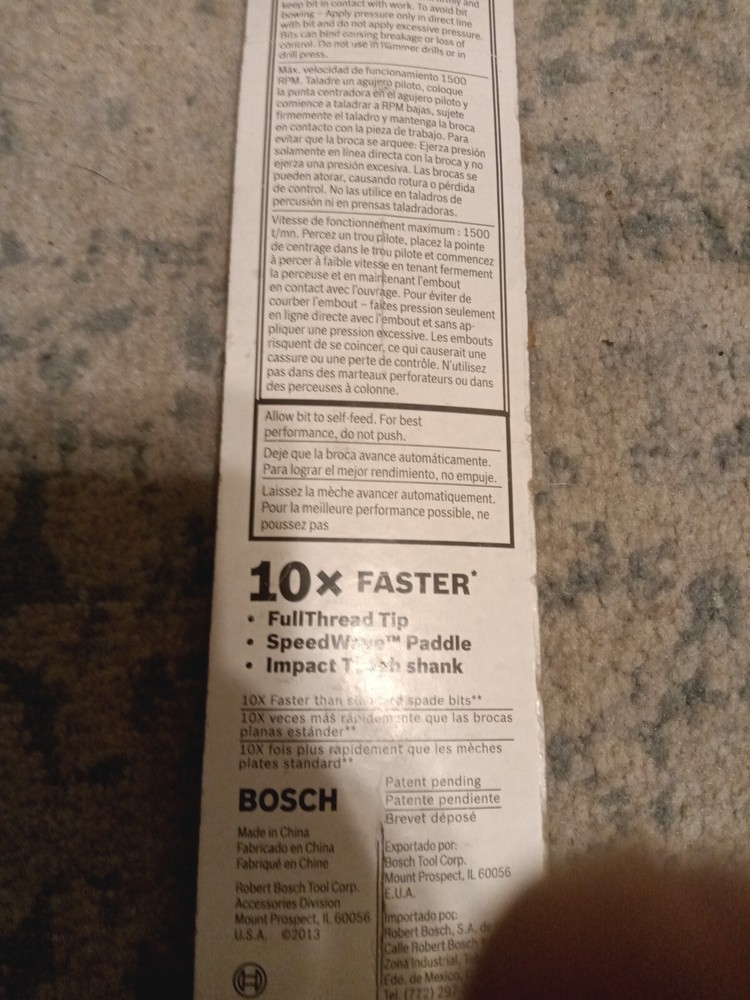 keep bit in contact with work. To avoid bit
bowing – Apply pressure only in direct line
with bit and do not apply excessive pressure.
Bits can bind causing breakage or loss of
control. Do not use in hammer drills or in
drill press.
Máx. velocidad de funcionamiento 1500
RPM. Taladre un agujero piloto, coloque
la punta centradora en el agujero piloto y
comience a taladrar a RPM bajas, sujete
firmemente el taladro y mantenga la broca
en contacto con la pieza de trabajo. Para
evitar que la broca se arquee: Ejerza presión
solamente en línea directa con la broca y no
ejerza una presión excesiva. Las brocas se
pueden atorar, causando rotura o pérdida
de control. No las utilice en taladros de
percusión ni en prensas taladradoras.
Vitesse de fonctionnement maximum : 1500
t/mn. Percez un trou pilote, placez la pointe
de centrage dans le trou pilote et commencez
à percer à faible vitesse en tenant fermement
la perceuse et en maintenant l'embout
en contact avec l'ouvrage. Pour éviter de
courber l'embout – faites pression seulement
en ligne directe avec l'embout et sans ap-
pliquer une pression excessive. Les embouts
risquent de se coincer, ce qui causerait une
cassure ou une perte de contrôle. N'utilisez
pas dans des marteaux perforateurs ou dans
des perceuses à colonne.
Allow bit to self-feed. For best
performance, do not push.
Deje que la broca avance automáticamente.
Para lograr el mejor rendimiento, no empuje.
Laissez la mèche avancer automatiquement.
Pour la meilleure performance possible, ne
poussez pas
10x FASTER*
• FullThread Tip
• SpeedWave™ Paddle
• Impact shank
10X Faster than standard spade bits**
10X veces más rápidemente que las brocas
planas estánder**
10X fois plus rapidement que les mèches
plates standard**
BOSCH
Made in China
Fabricado en China
Fabriqué en Chine
Robert Bosch Tool Corp.
Accessories Division
Mount Prospect, IL 60056
U.S.A. ©2013
Patent pending
Patente pendiente
Brevet déposé
Exportado por:
Bosch Tool Corp.
Mount Prospect, IL 60056
E.U.A.
Importado por:
Robert Bosch, S.A. de
Calle Robert Bosch
Zona Industrial,
Edo. de México,
Tel. (722)